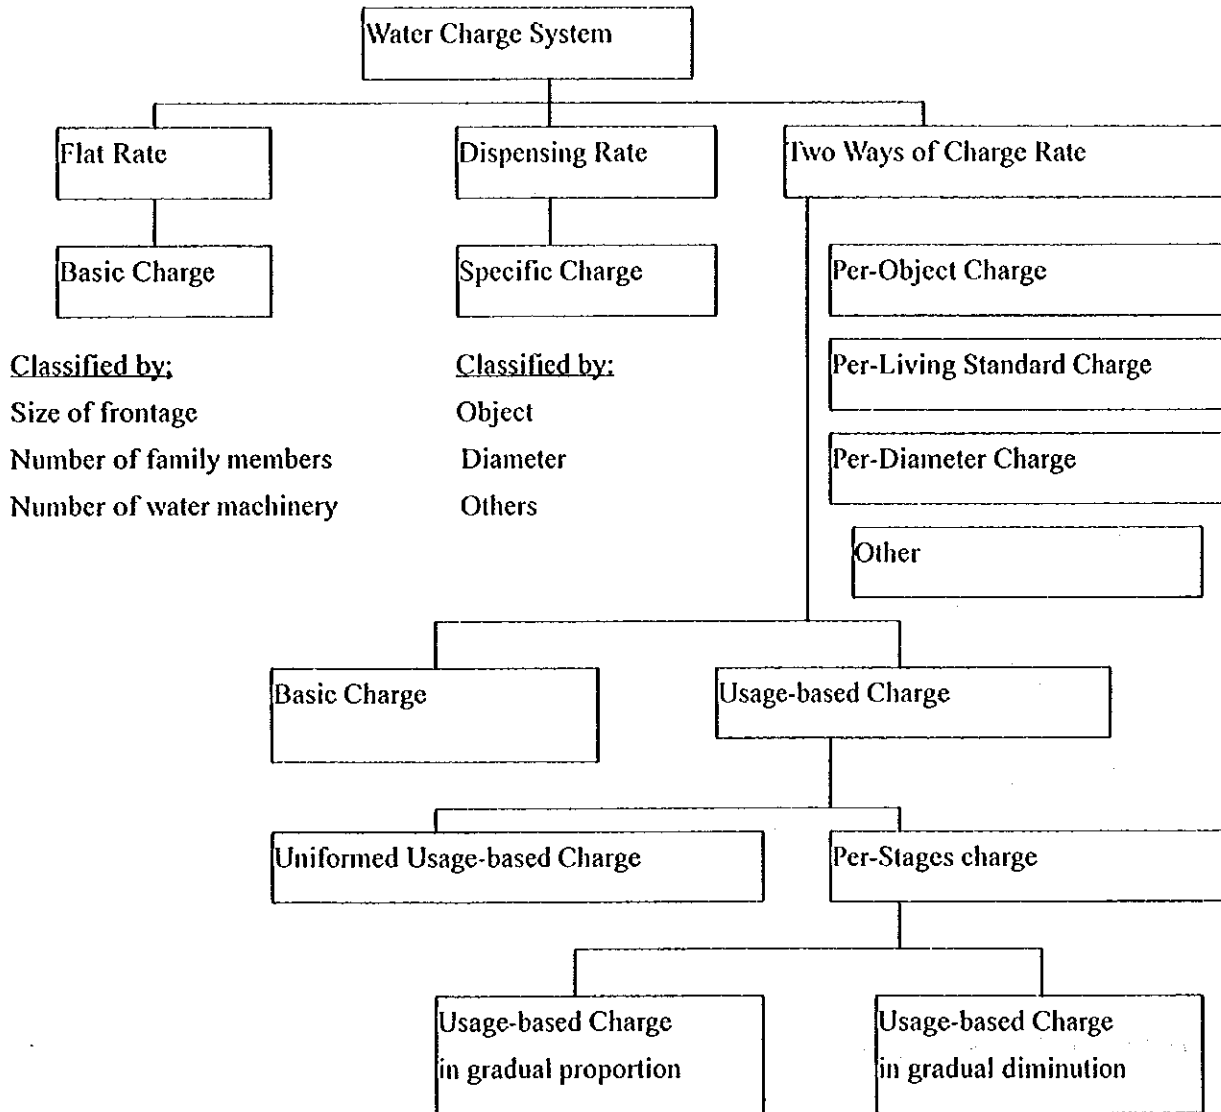 Water Charge System
Flat Rate
Dispensing Rate
Two Ways of Charge Rate
Basic Charge
Specific Charge
Per-Object Charge
Per-Living Standard Charge
Per-Diameter Charge
Other
Classified by;
Size of frontage
Number of family members
Number of water machinery
Classified by:
Object
Diameter
Others
Basic Charge
Usage-based Charge
Uniformed Usage-based Charge
Per-Stages charge
Usage-based Charge
in gradual proportion
Usage-based Charge
in gradual diminution